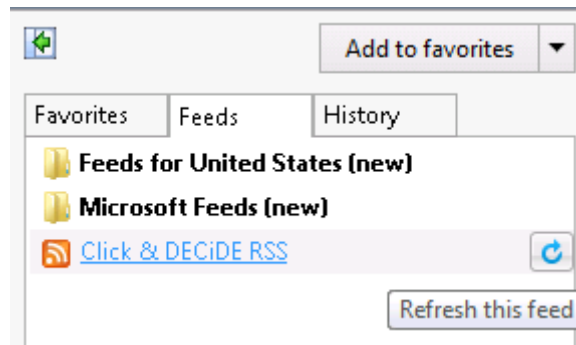 Add to favorites
Favorites Feeds History
Feeds for United States (new)
Microsoft Feeds (new)
Click & DECiDE RSS
Refresh this feed